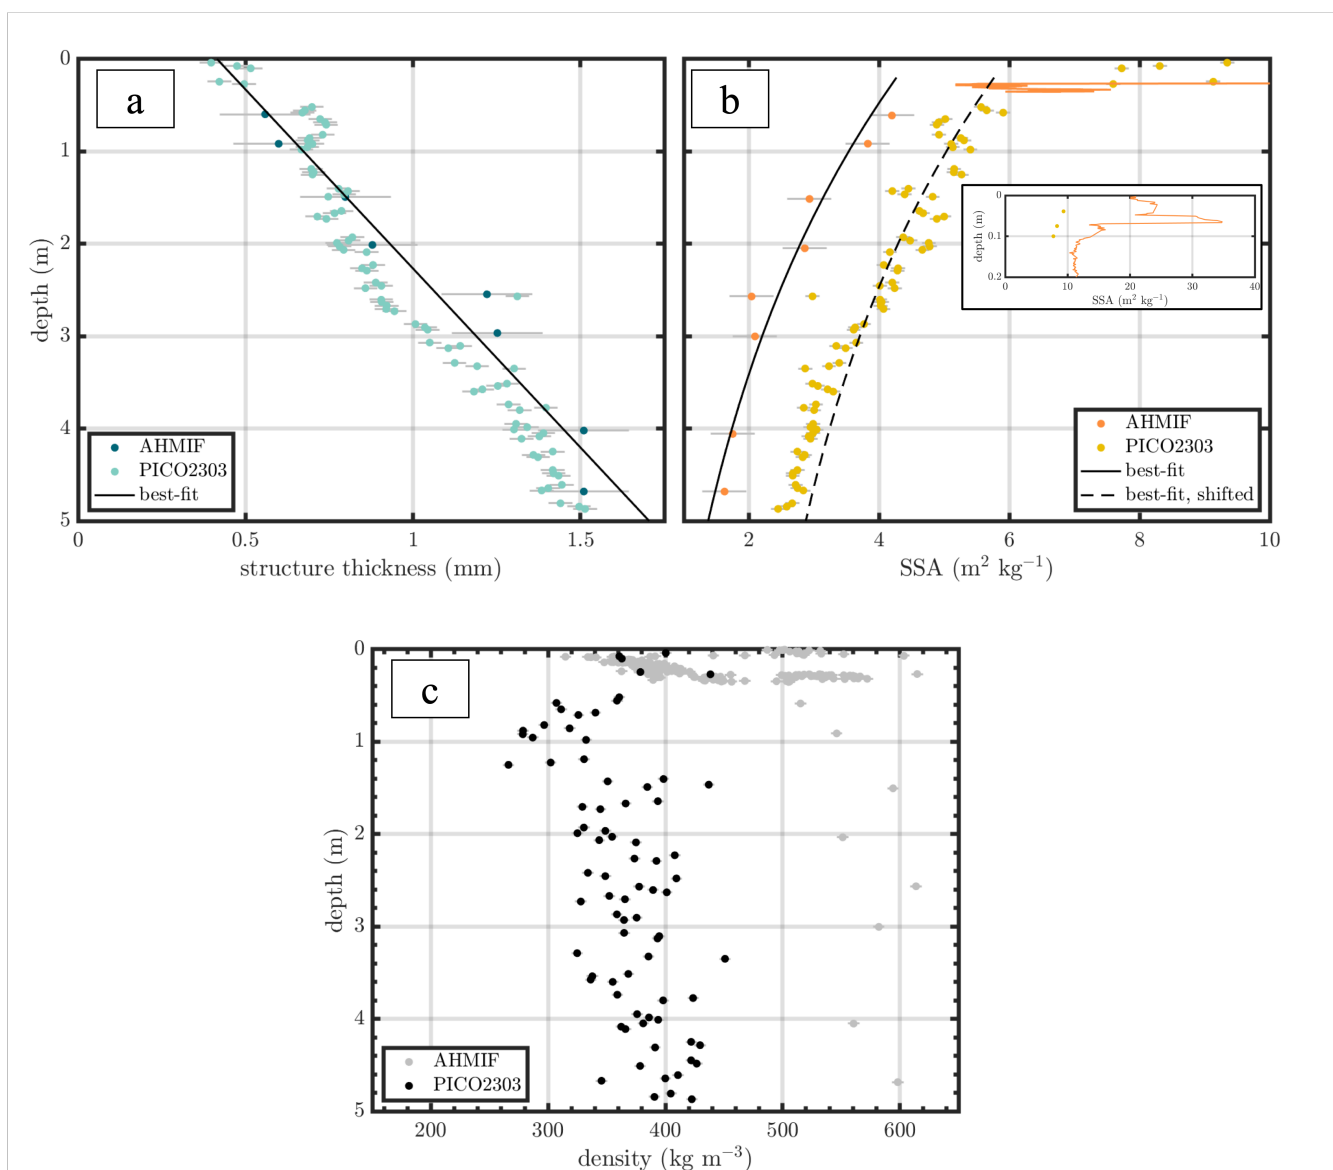 a
0
1
2
3
4
5
depth (m)
0
0.5
1
1.5
structure thickness (mm)
AHMIF
PICO2303
best-fit
b
2
4
6
8
10
SSA (m² kg⁻¹)
0
0.1
0.2
depth (m)
0
10
20
30
40
SSA (m² kg⁻¹)
AHMIF
PICO2303
best-fit
best-fit, shifted
c
0
1
2
3
4
5
depth (m)
200
300
400
500
600
density (kg m⁻³)
AHMIF
PICO2303